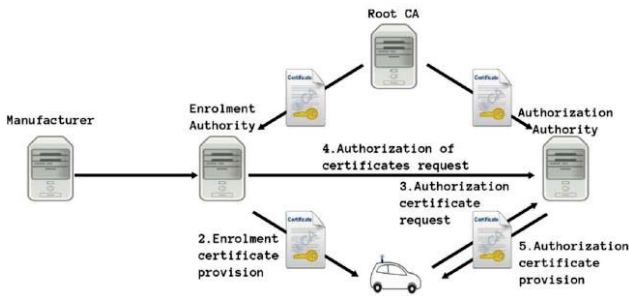 Root CA
Certificate
Certificate
Manufacturer
Enrolment
Authority
Authorization
Authority
4.Authorization of
certificates request
3.Authorization
certificate
request
2.Enrolment
certificate
provision
Certificate
Certificate
5.Authorization
certificate
provision